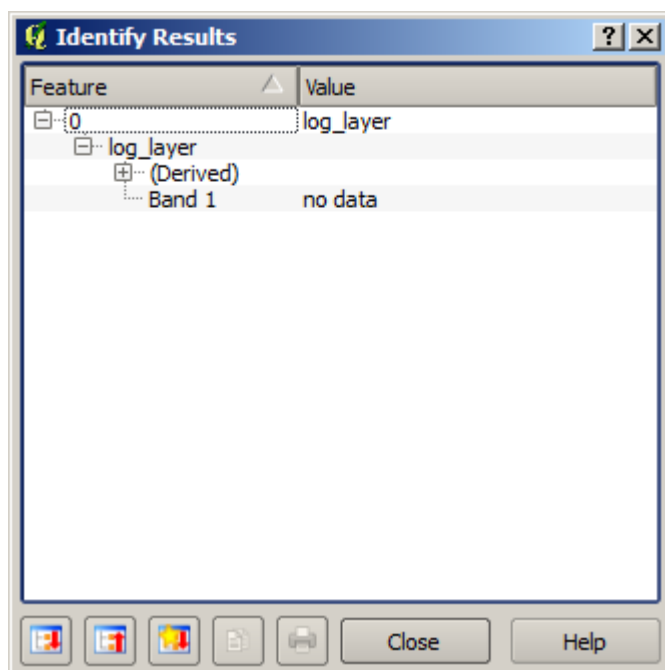 Identify Results
Feature Value
0 log_layer
log_layer
(Derived)
Band 1 no data
Close Help